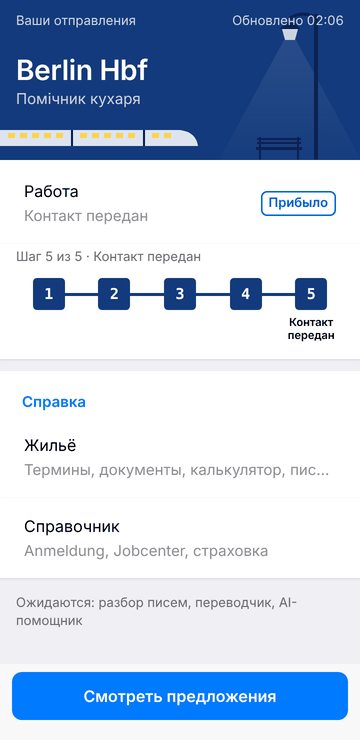 Ваши отправления
Обновлено 02:06
Berlin Hbf
Помічник кухаря
Работа
Прибыло
Контакт передан
Шаг 5 из 5 · Контакт передан
1 2 3 4 5
Контакт
передан
Справка
Жильё
Термины, документы, калькулятор, пис...
Справочник
Anmeldung, Jobcenter, страховка
Ожидаются: разбор писем, переводчик, AI-
помощник
Смотреть предложения